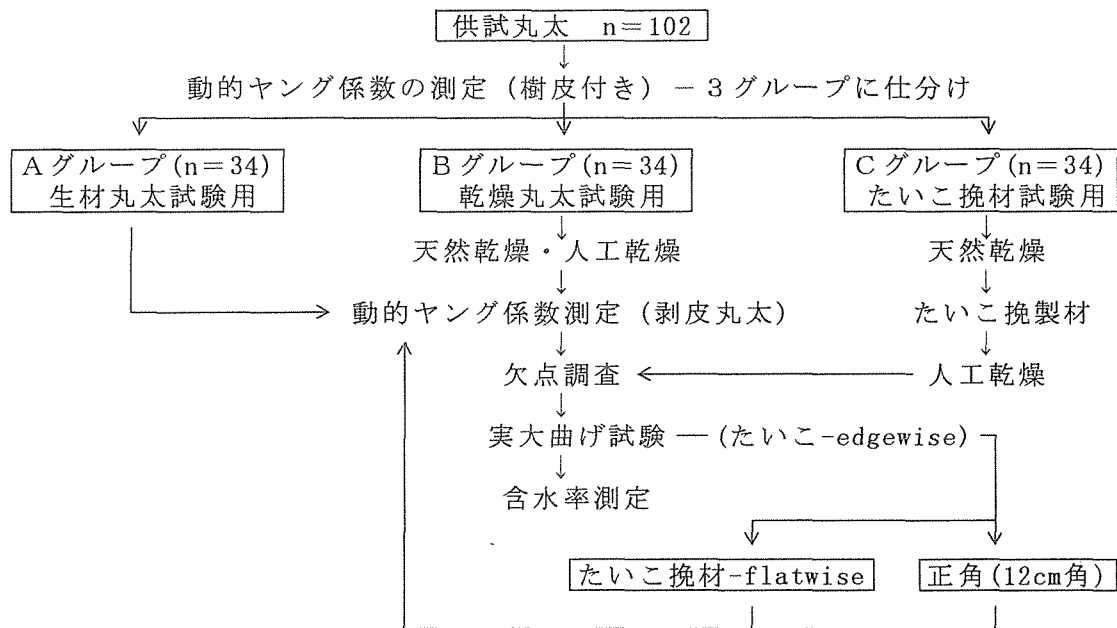 供試丸太 n=102
動的ヤング係数の測定(樹皮付き)-3グループに仕分け
Aグループ(n=34)
生材丸太試験用
Bグループ(n=34)
乾燥丸太試験用
Cグループ(n=34)
たいこ挽材試験用
天然乾燥・人工乾燥
天然乾燥
動的ヤング係数測定(剥皮丸太)
たいこ挽製材
欠点調査
人工乾燥
実大曲げ試験 — (たいこ-edgewise)
含水率測定
たいこ挽材-flatwise
正角(12cm角)